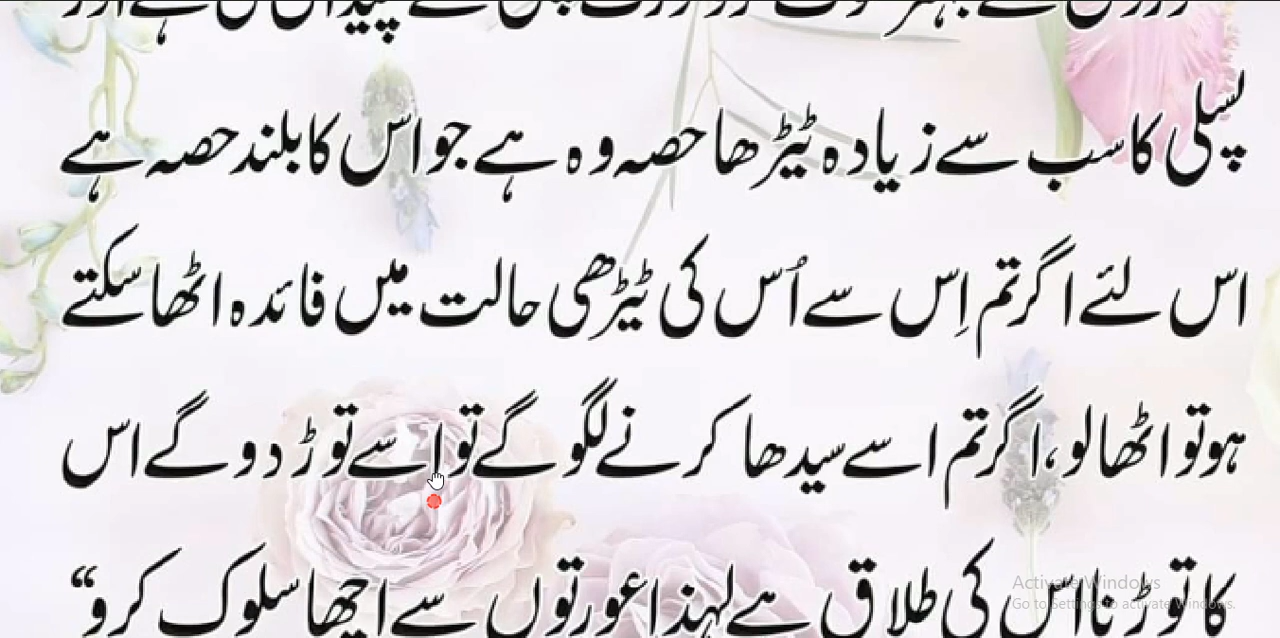 پسلی کا سب سے زیادہ ٹیڑھا حصہ وہ ہے جو اس کا بلند حصہ ہے
اس لئے اگر تم اِس سے اُس کی ٹیڑھی حالت میں فائدہ اٹھا سکتے
ہو تو اٹھا لو، اگر تم اسے سیدھا کرنے لگو گے تو اسے توڑ دو گے اس
کا توڑنا اس کی طلاق ہے لہذا عورتوں سے اچھا سلوک کرو“
Activate Windows
Go to Settings to activate Windows.